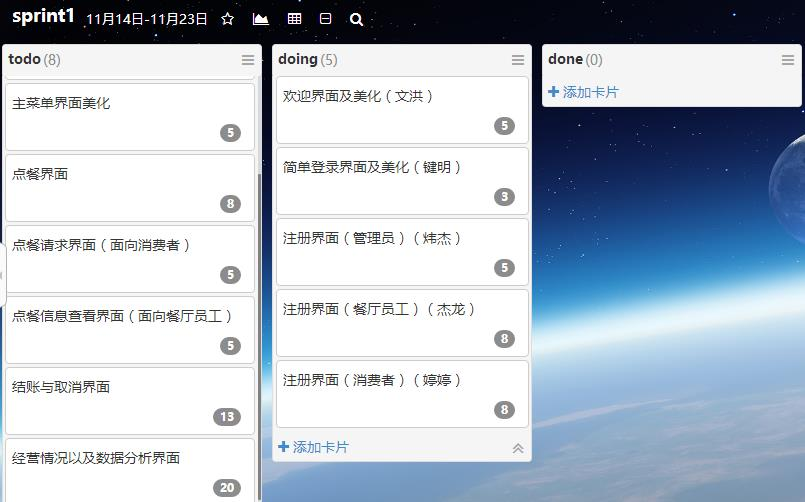 sprint1 11月14日-11月23日
todo (8)
主菜单界面美化
5
点餐界面
8
点餐请求界面（面向消费者）
5
点餐信息查看界面（面向餐厅员工）
5
结账与取消界面
13
经营情况以及数据分析界面
20
doing (5)
欢迎界面及美化（文洪）
5
简单登录界面及美化（键明）
3
注册界面（管理员）（炜杰）
5
注册界面（餐厅员工）（杰龙）
8
注册界面（消费者）（婷婷）
8
添加卡片
done (0)
添加卡片